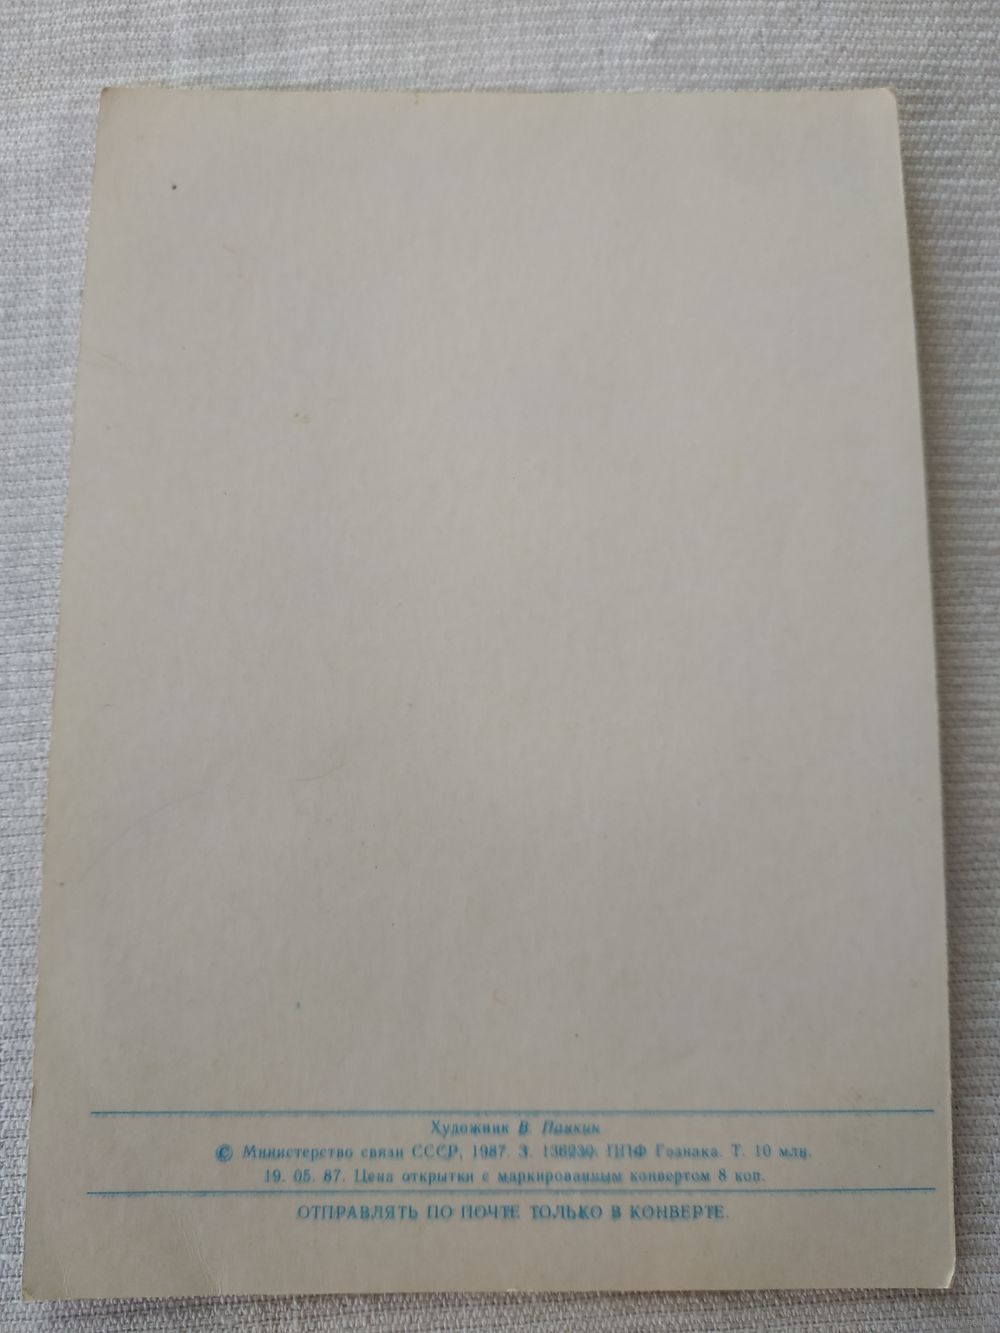 Художник В. Панкин
© Министерство связи СССР, 1987. З. 136230. ППФ Гознака. Т. 10 млн.
19. 05. 87. Цена открытки с маркированным конвертом 8 коп.
ОТПРАВЛЯТЬ ПО ПОЧТЕ ТОЛЬКО В КОНВЕРТЕ.